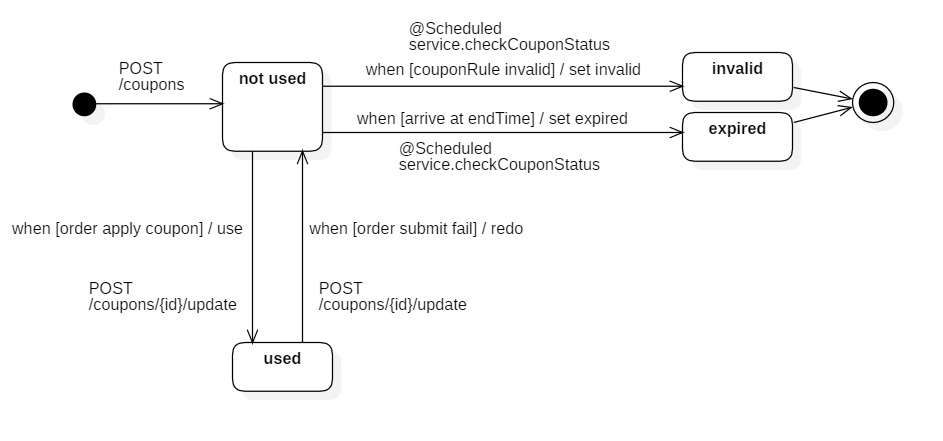 @Scheduled
service.checkCouponStatus
POST
/coupons
not used
when [couponRule invalid] / set invalid
invalid
when [arrive at endTime] / set expired
expired
@Scheduled
service.checkCouponStatus
when [order apply coupon] / use
when [order submit fail] / redo
POST
/coupons/{id}/update
POST
/coupons/{id}/update
used